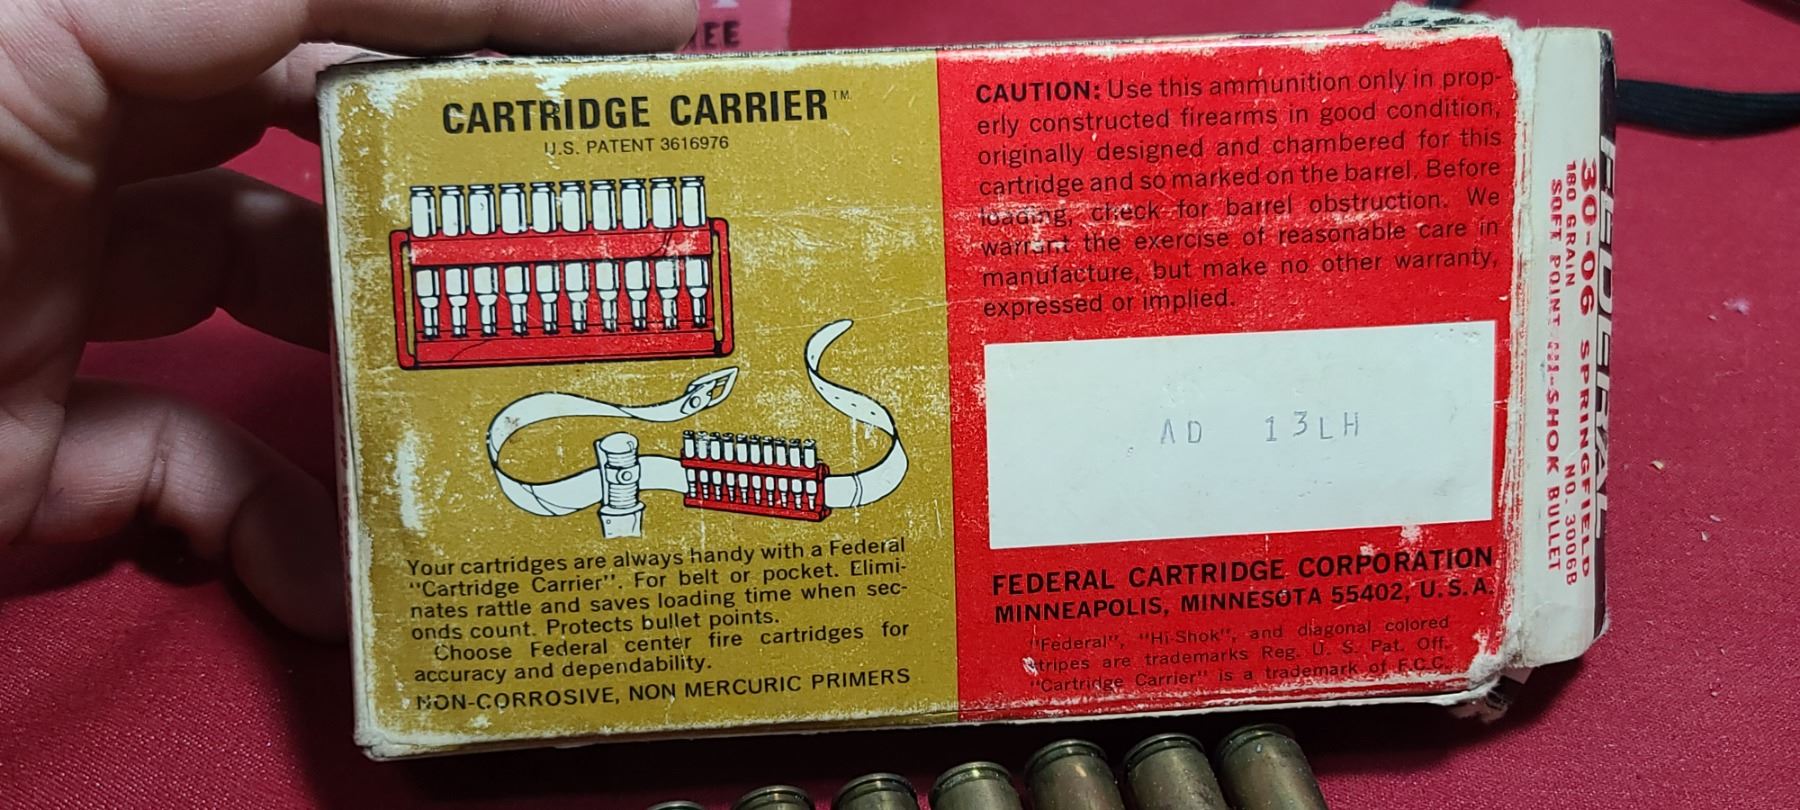 CARTRIDGE CARRIER™
U.S. PATENT 3616976
Your cartridges are always handy with a Federal
"Cartridge Carrier". For belt or pocket. Elimi-
nates rattle and saves loading time when sec-
onds count. Protects bullet points.
Choose Federal center fire cartridges for
accuracy and dependability.
NON-CORROSIVE, NON MERCURIC PRIMERS
CAUTION: Use this ammunition only in prop-
erly constructed firearms in good condition,
originally designed and chambered for this
cartridge and so marked on the barrel. Before
loading, check for barrel obstruction. We
warrant the exercise of reasonable care in
manufacture, but make no other warranty,
expressed or implied.
AD 13LH
FEDERAL CARTRIDGE CORPORATION
MINNEAPOLIS, MINNESOTA 55402, U.S.A.
"Federal", "Hi-Shok", and diagonal colored
stripes are trademarks Reg. U. S. Pat. Off.
"Cartridge Carrier" is a trademark of F.C.C.
FEDERAL
30-06 SPRINGFIELD
180 GRAIN NO. 3006B
SOFT POINT HI-SHOK BULLET